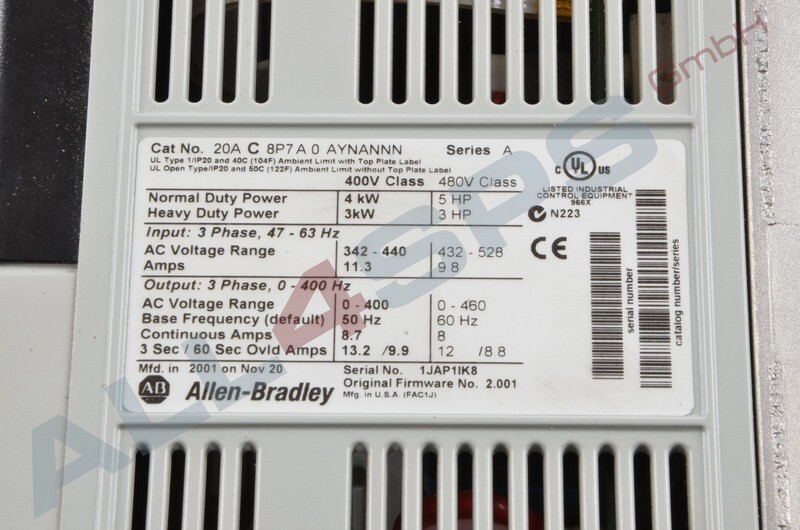 Cat No. 20A C 8P7 A 0 AYNANNN Series A
UL Type 1/IP20 and 40C (104F) Ambient Limit with Top Plate Label
UL Open Type/IP20 and 50C (122F) Ambient Limit without Top Plate Label
400V Class 480V Class
Normal Duty Power 4 kW 5 HP
Heavy Duty Power 3kW 3 HP
Input: 3 Phase, 47 - 63 Hz
AC Voltage Range 342 - 440 432 - 528
Amps 11.3 9 8
Output: 3 Phase, 0 - 400 Hz
AC Voltage Range 0 - 400 0 - 460
Base Frequency (default) 50 Hz 60 Hz
Continuous Amps 8.7 8
3 Sec / 60 Sec Ovld Amps 13.2 /9.9 12 /8 8
Mfd. in 2001 on Nov 20 Serial No. 1JAP1IK8
Original Firmware No. 2.001
AB Allen-Bradley Mfg. in U.S.A. (FAC1J)
C UL US
LISTED INDUSTRIAL
CONTROL EQUIPMENT
966X
N223
CE
serial number
catalog number/series
ALL4SPS GmbH